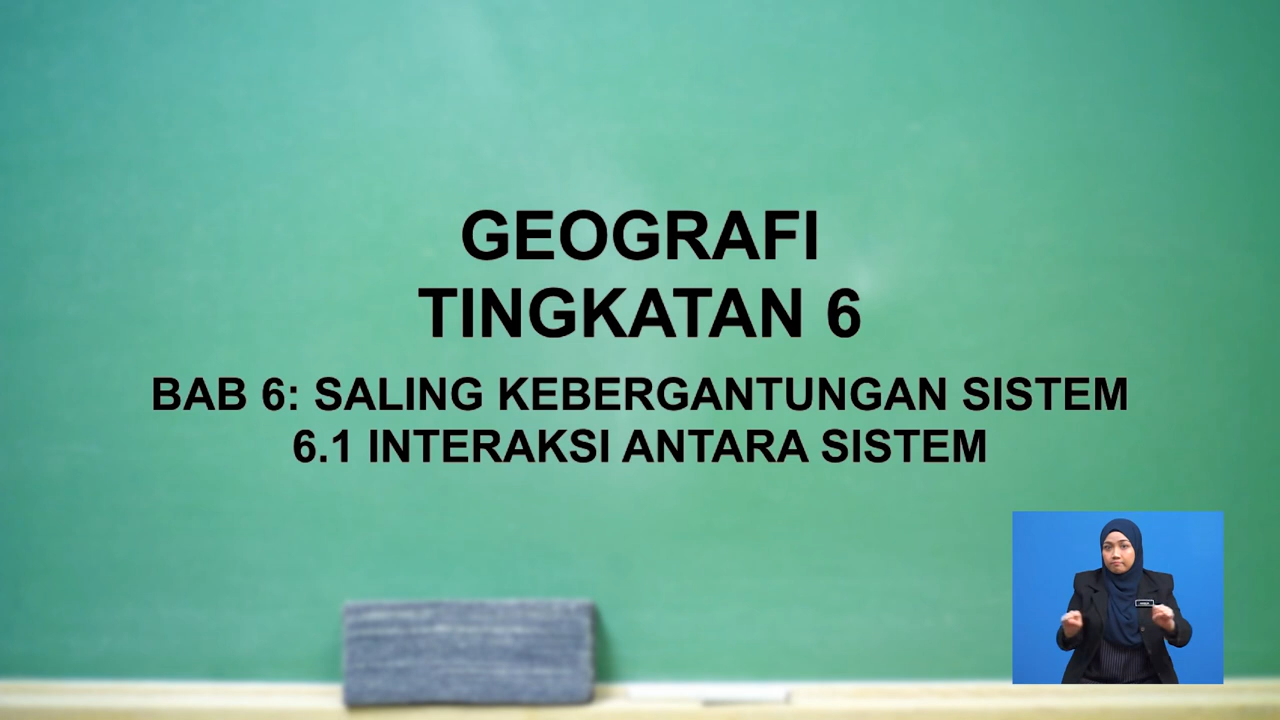 GEOGRAFI
TINGKATAN 6
BAB 6: SALING KEBERGANTUNGAN SISTEM
6.1 INTERAKSI ANTARA SISTEM